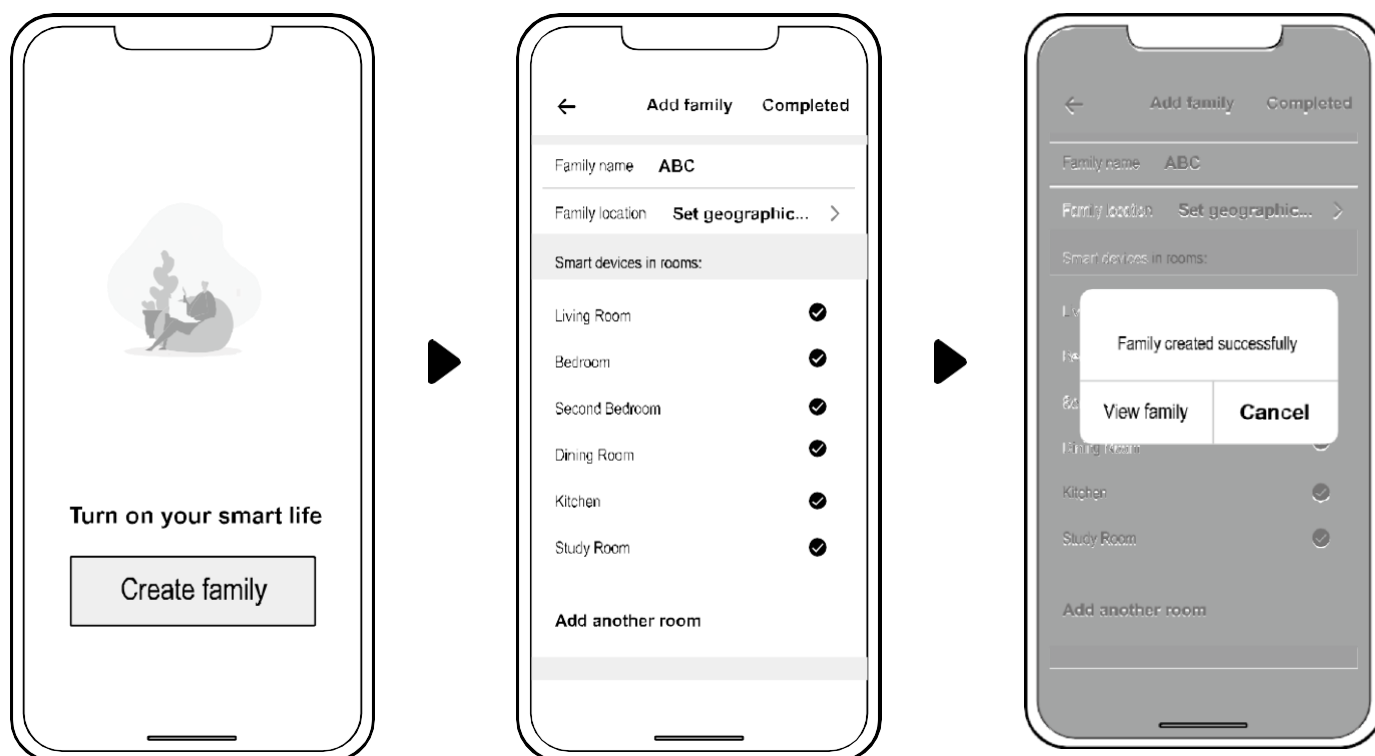 Turn on your smart life
Create family
Add family Completed
Family name ABC
Family location Set geographic...
Smart devices in rooms:
Living Room
Bedroom
Second Bedroom
Dining Room
Kitchen
Study Room
Add another room
Add family Completed
Family name ABC
Family location Set geographic...
Smart devices in rooms:
Family created successfully
View family Cancel
Dining Room
Kitchen
Study Room
Add another room